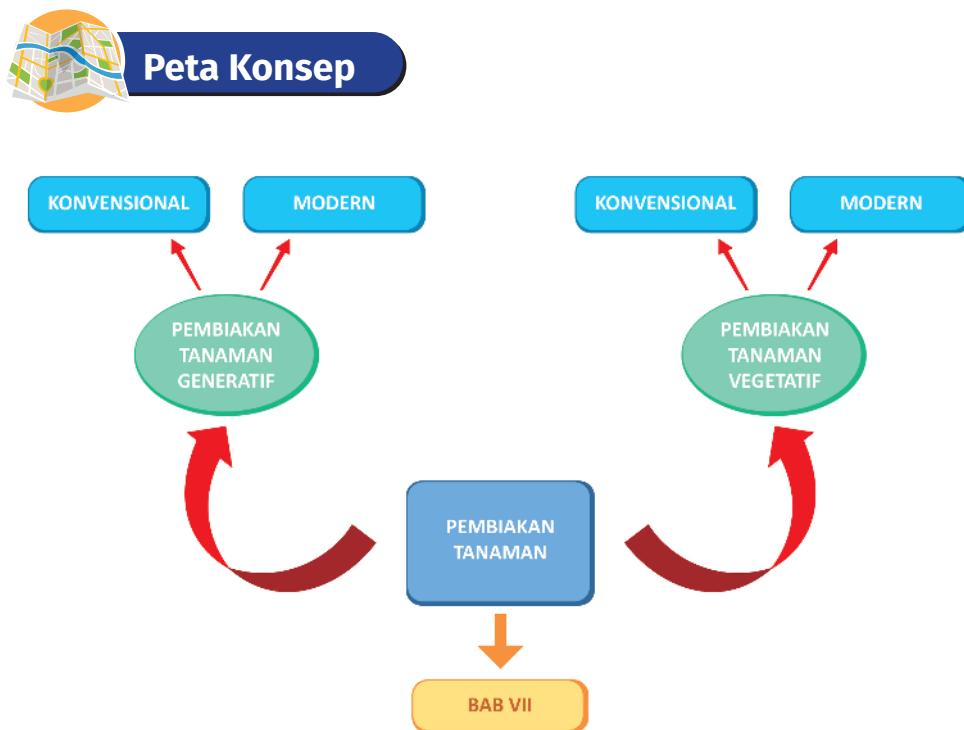 Peta Konsep
KONVENSIONAL
MODERN
KONVENSIONAL
MODERN
PEMBIAKAN
TANAMAN
GENERATIF
PEMBIAKAN
TANAMAN
VEGETATIF
PEMBIAKAN
TANAMAN
BAB VII